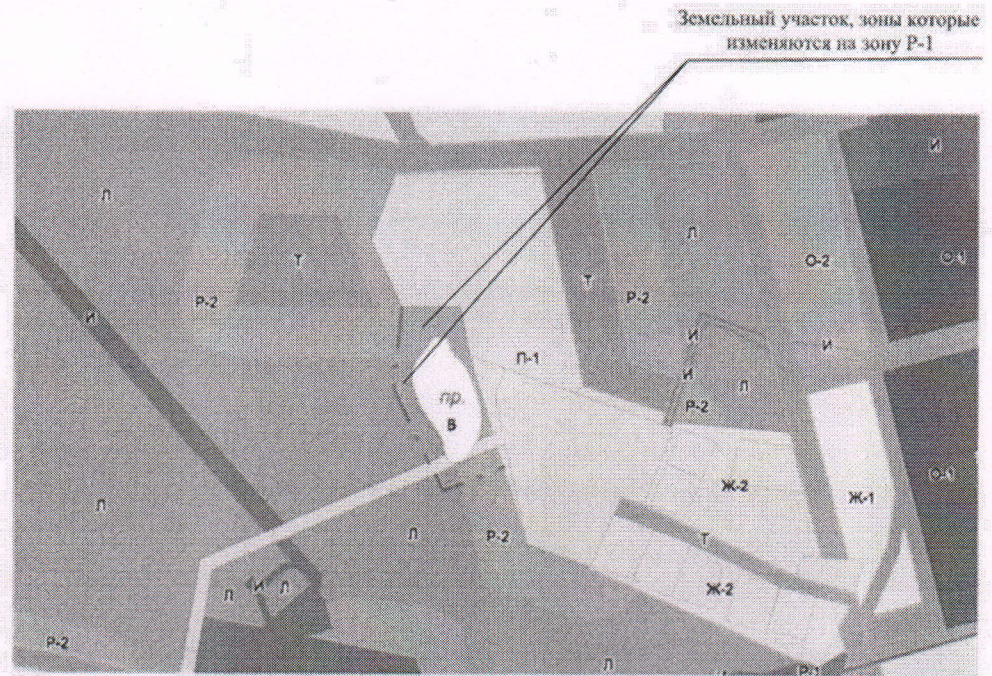 Земельный участок, зоны которые
изменяются на зону Р-1
И
Л
Л
О-2
О-1
Т
Т
Р-2
Р-2
И
И
И
П-1
И
Л
Р-2
пр.
В
О-1
Ж-2
Ж-1
Л
Л
Р-2
Т
Л
И
Л
Ж-2
Р-2
Л
Р-1